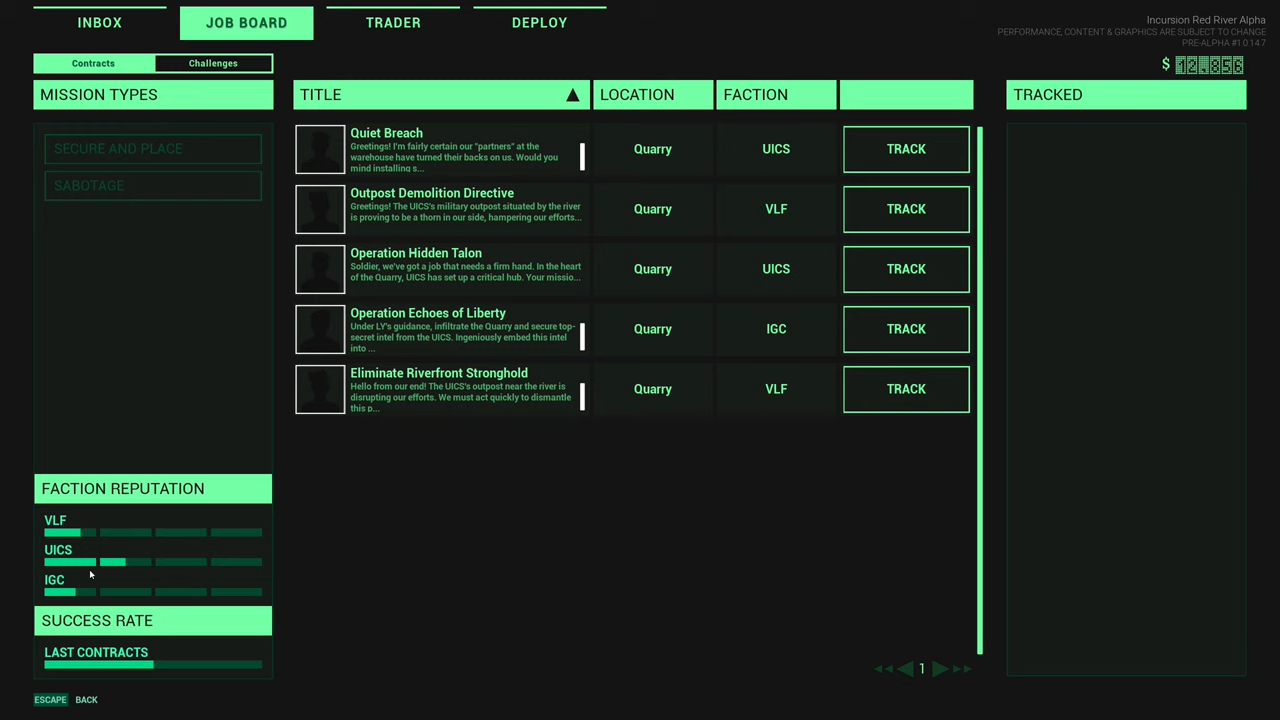 INBOX
JOB BOARD
TRADER
DEPLOY
Incursion Red River Alpha
PERFORMANCE, CONTENT & GRAPHICS ARE SUBJECT TO CHANGE
PRE-ALPHA #1.0.14.7
Contracts
Challenges
$ 12.856
MISSION TYPES
TITLE
LOCATION
FACTION
TRACKED
SECURE AND PLACE
SABOTAGE
Quiet Breach
Greetings! I'm fairly certain our "partners" at the
warehouse have turned their backs on us. Would you
mind installing s...
Quarry
UICS
TRACK
Outpost Demolition Directive
Greetings! The UICS's military outpost situated by the river
is proving to be a thorn in our side, hampering our efforts...
Quarry
VLF
TRACK
Operation Hidden Talon
Soldier, we've got a job that needs a firm hand. In the heart
of the Quarry, UICS has set up a critical hub. Your missio...
Quarry
UICS
TRACK
Operation Echoes of Liberty
Under LY's guidance, infiltrate the Quarry and secure top-
secret intel from the UICS. Ingeniously embed this intel
into ...
Quarry
IGC
TRACK
Eliminate Riverfront Stronghold
Hello from our end! The UICS's outpost near the river is
disrupting our efforts. We must act quickly to dismantle
this p...
Quarry
VLF
TRACK
FACTION REPUTATION
VLF
UICS
IGC
SUCCESS RATE
LAST CONTRACTS
1
ESCAPE BACK